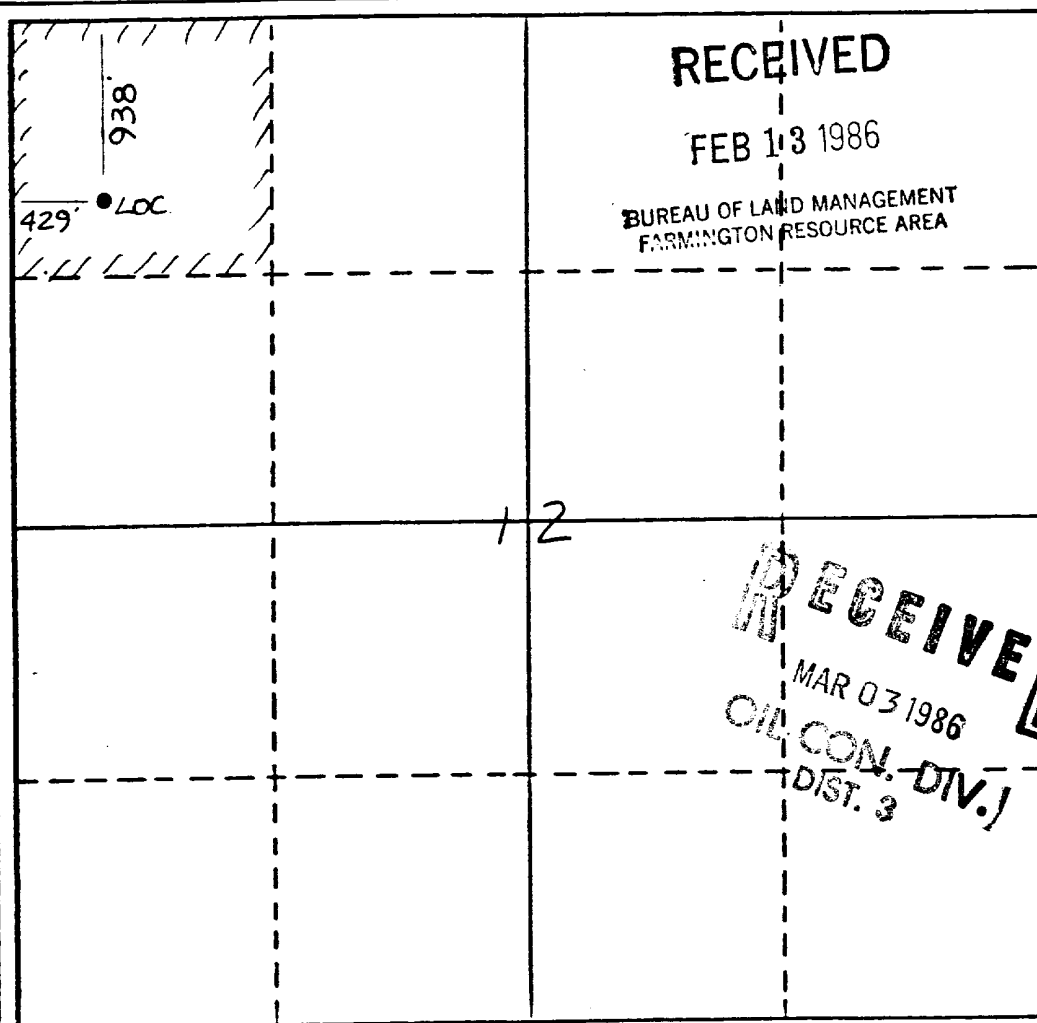 RECEIVED
938'
FEB 13 1986
429' LOC.
BUREAU OF LAND MANAGEMENT
FARMINGTON RESOURCE AREA
12
RECEIVED
MAR 03 1986
OIL CON. DIV.
DIST. 3